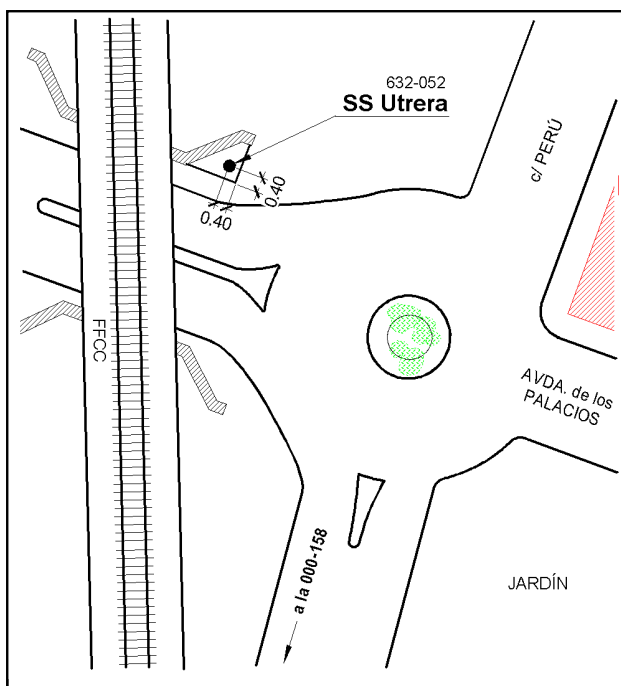 632-052
SS Utrera
c/ PERÚ
0.40
0.40
FFCC
AVDA. de los
PALACIOS
a la 000-158
JARDÍN